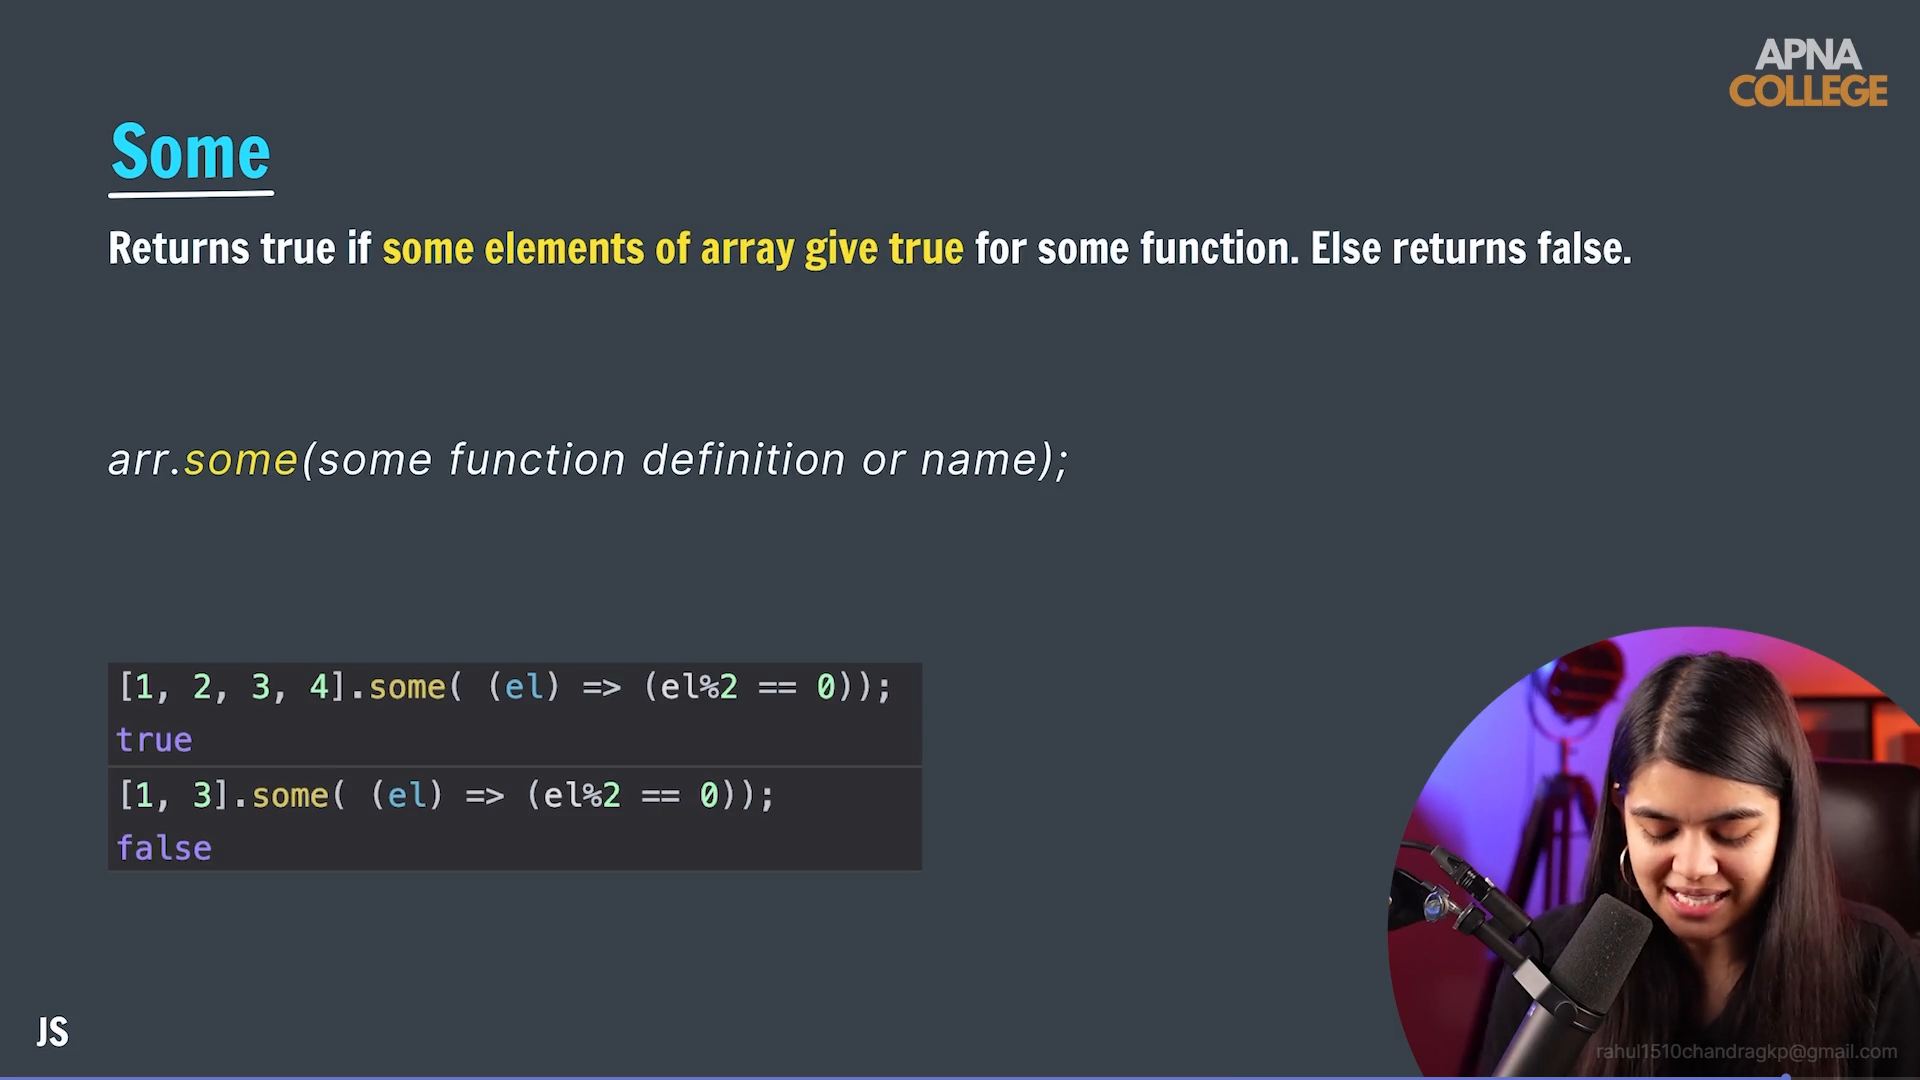 APNA
COLLEGE
Some
Returns true if some elements of array give true for some function. Else returns false.
arr.some(some function definition or name);
[1, 2, 3, 4].some( (el) => (el%2 == 0));
true
[1, 3].some( (el) => (el%2 == 0));
false
JS
rahul1510chandragkp@gmail.com